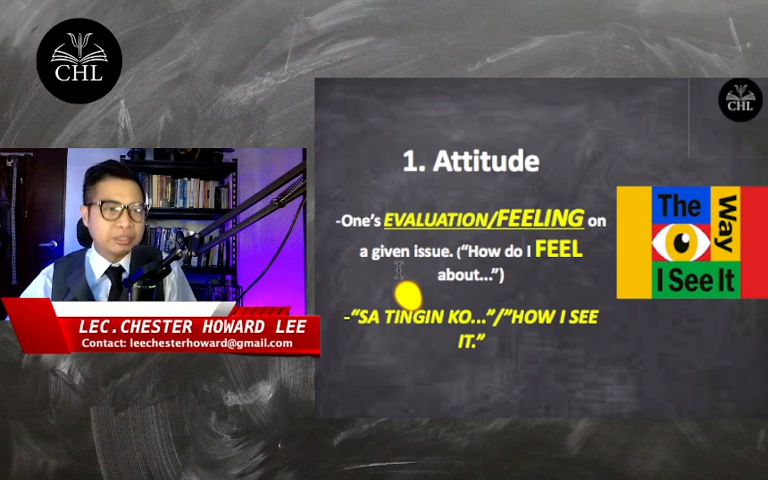 CHL
CHL
1. Attitude
-One's EVALUATION/FEELING on
a given issue. ("How do I FEEL
about...")
-"SA TINGIN KO..."/"HOW I SEE
IT."
The
Way
I See It
LEC.CHESTER HOWARD LEE
Contact: leechesterhoward@gmail.com